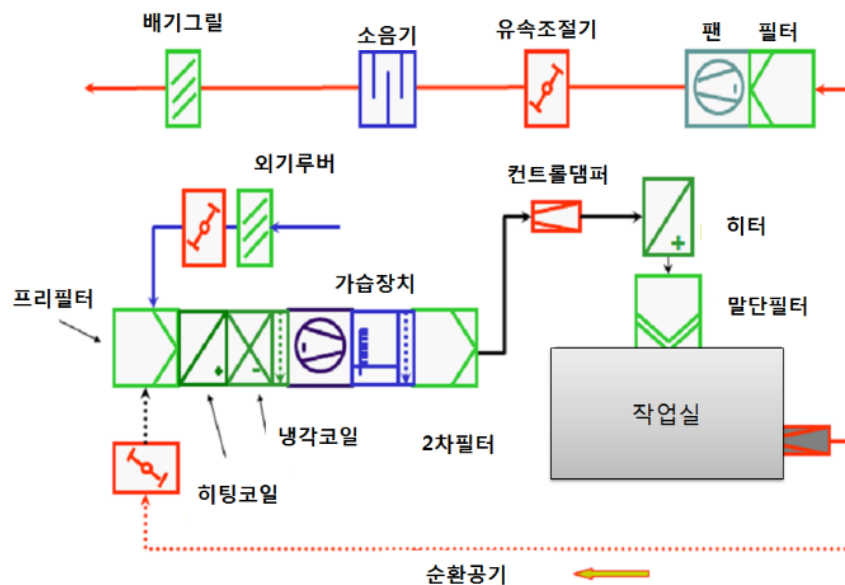 배기그릴
소음기
유속조절기
팬
필터
외기루버
컨트롤댐퍼
히터
+
프리필터
가습장치
말단필터
+
-
작업실
냉각코일
2차필터
히팅코일
순환공기